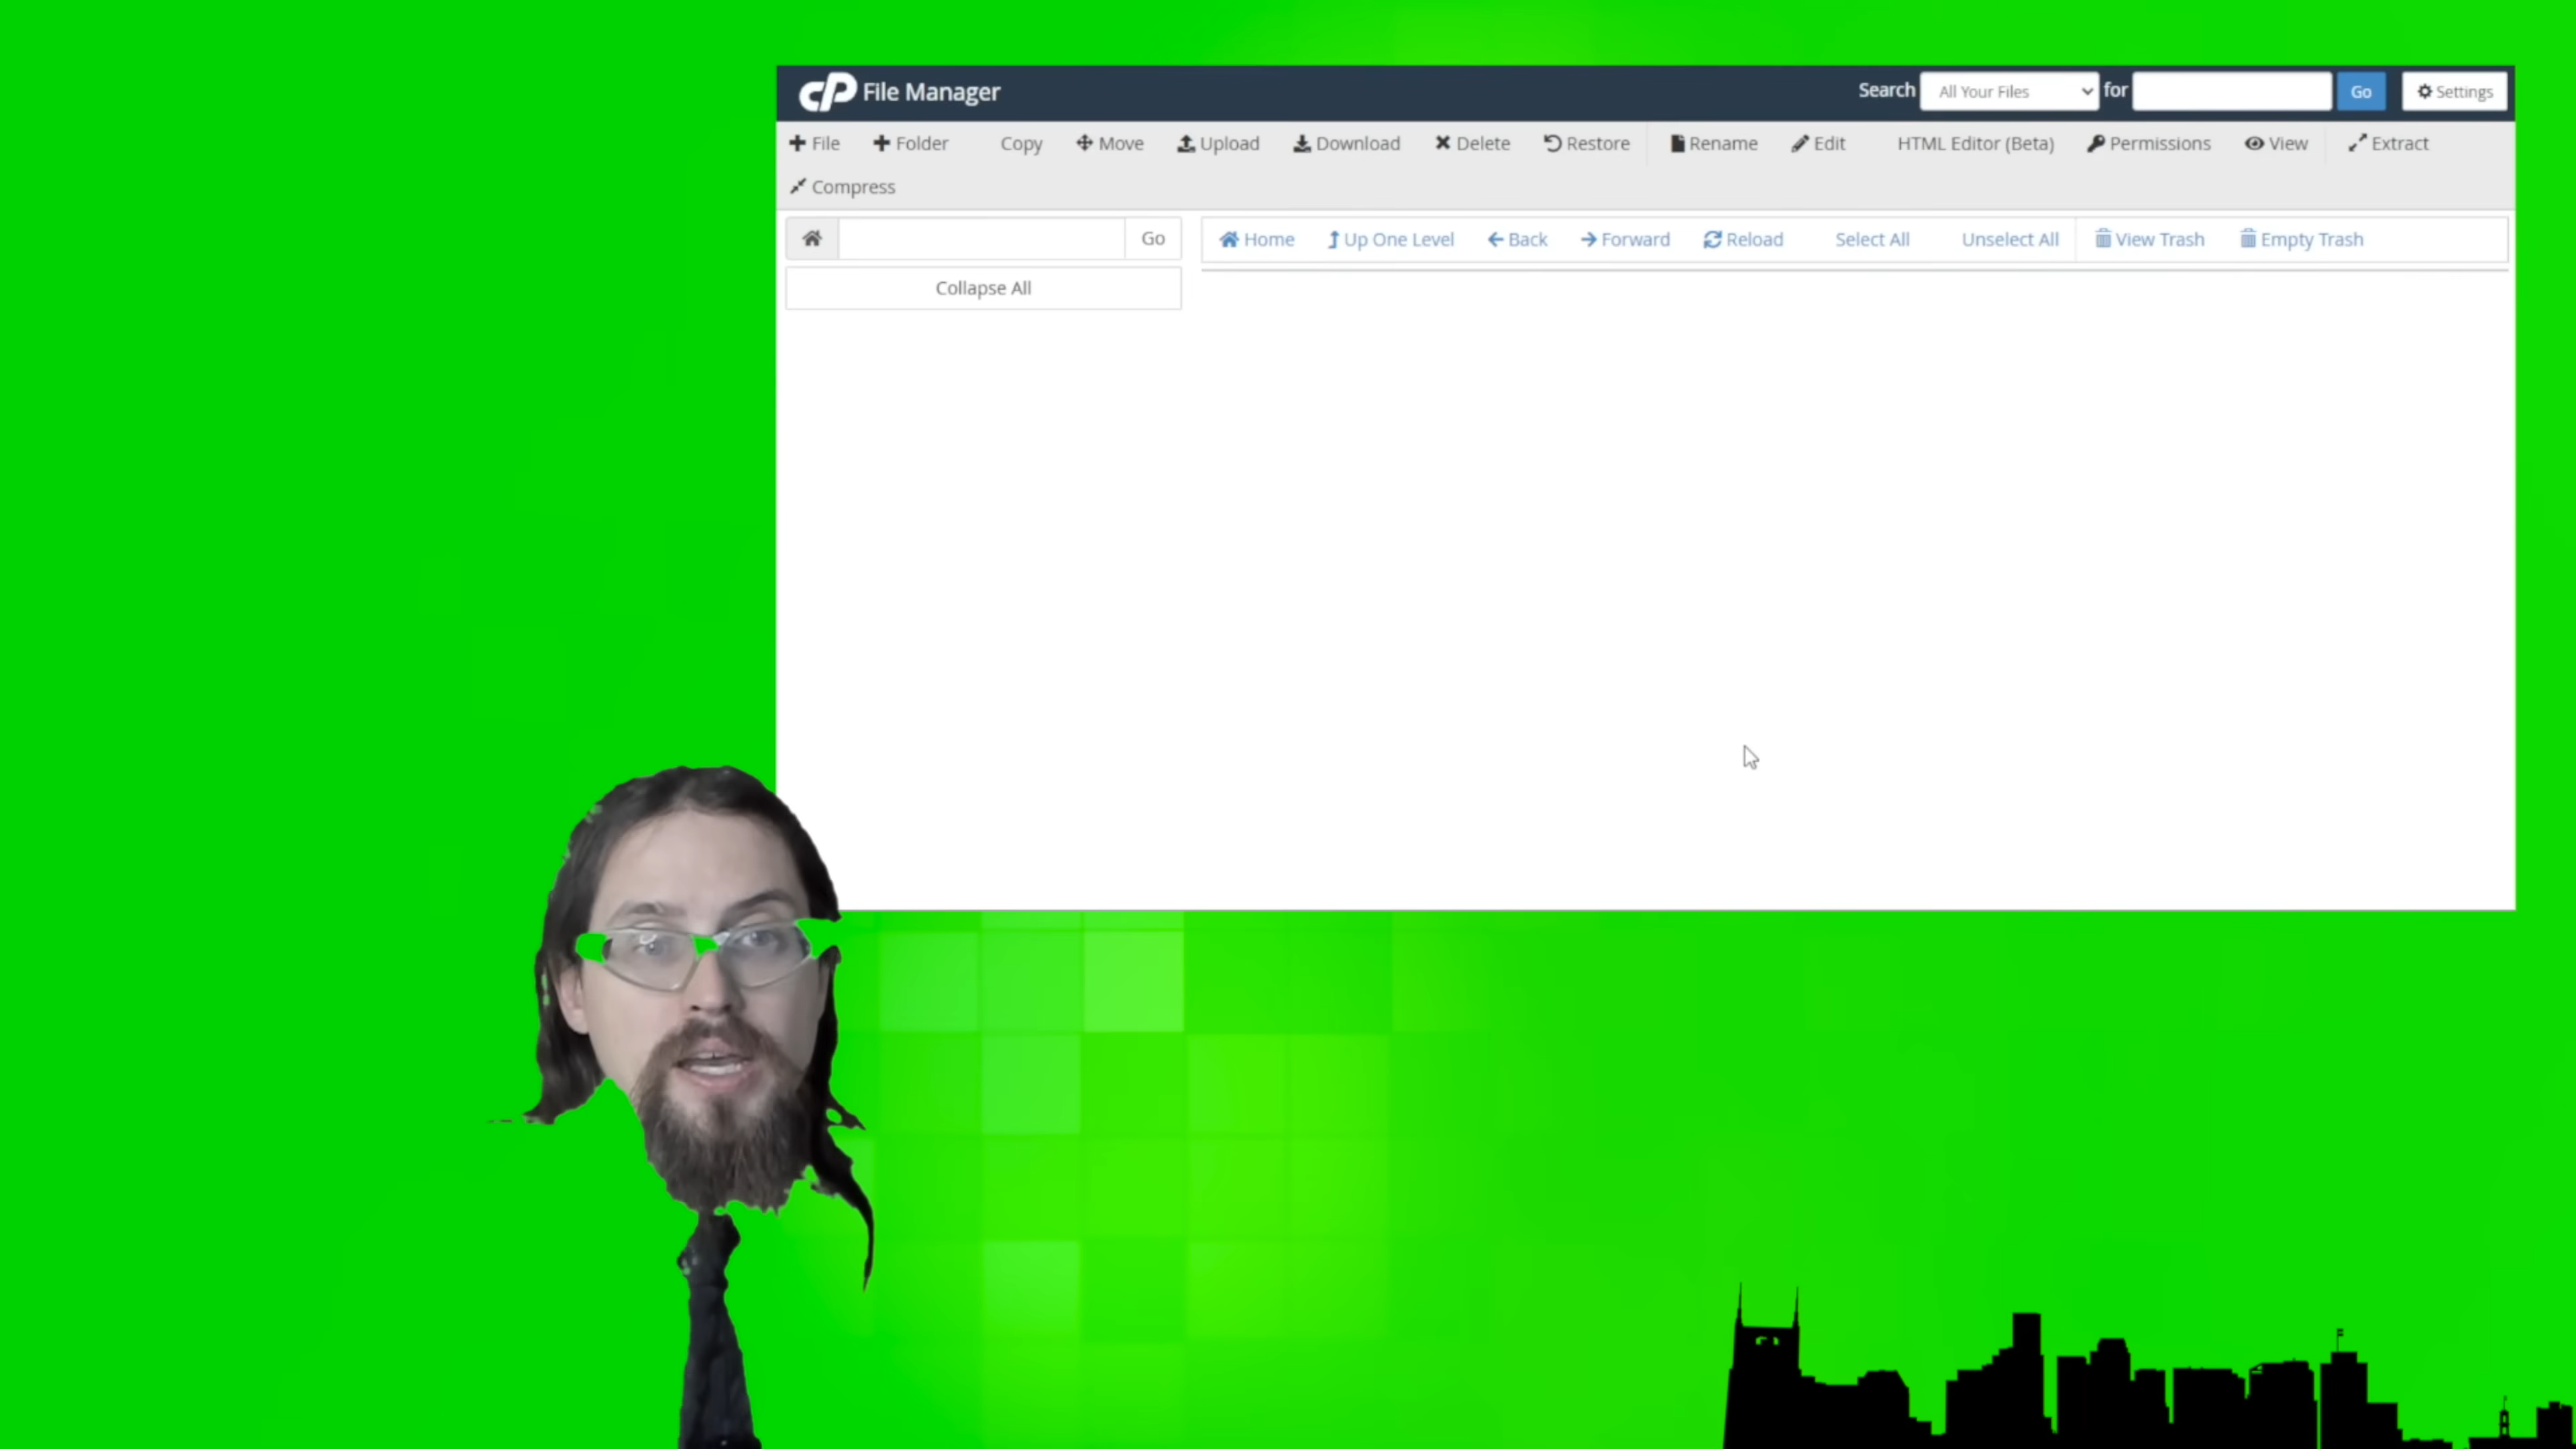 cP File Manager
Search All Your Files for Go Settings
File Folder Copy Move Upload Download Delete Restore Rename Edit HTML Editor (Beta) Permissions View Extract
Compress
Go
Home Up One Level Back Forward Reload Select All Unselect All View Trash Empty Trash
Collapse All